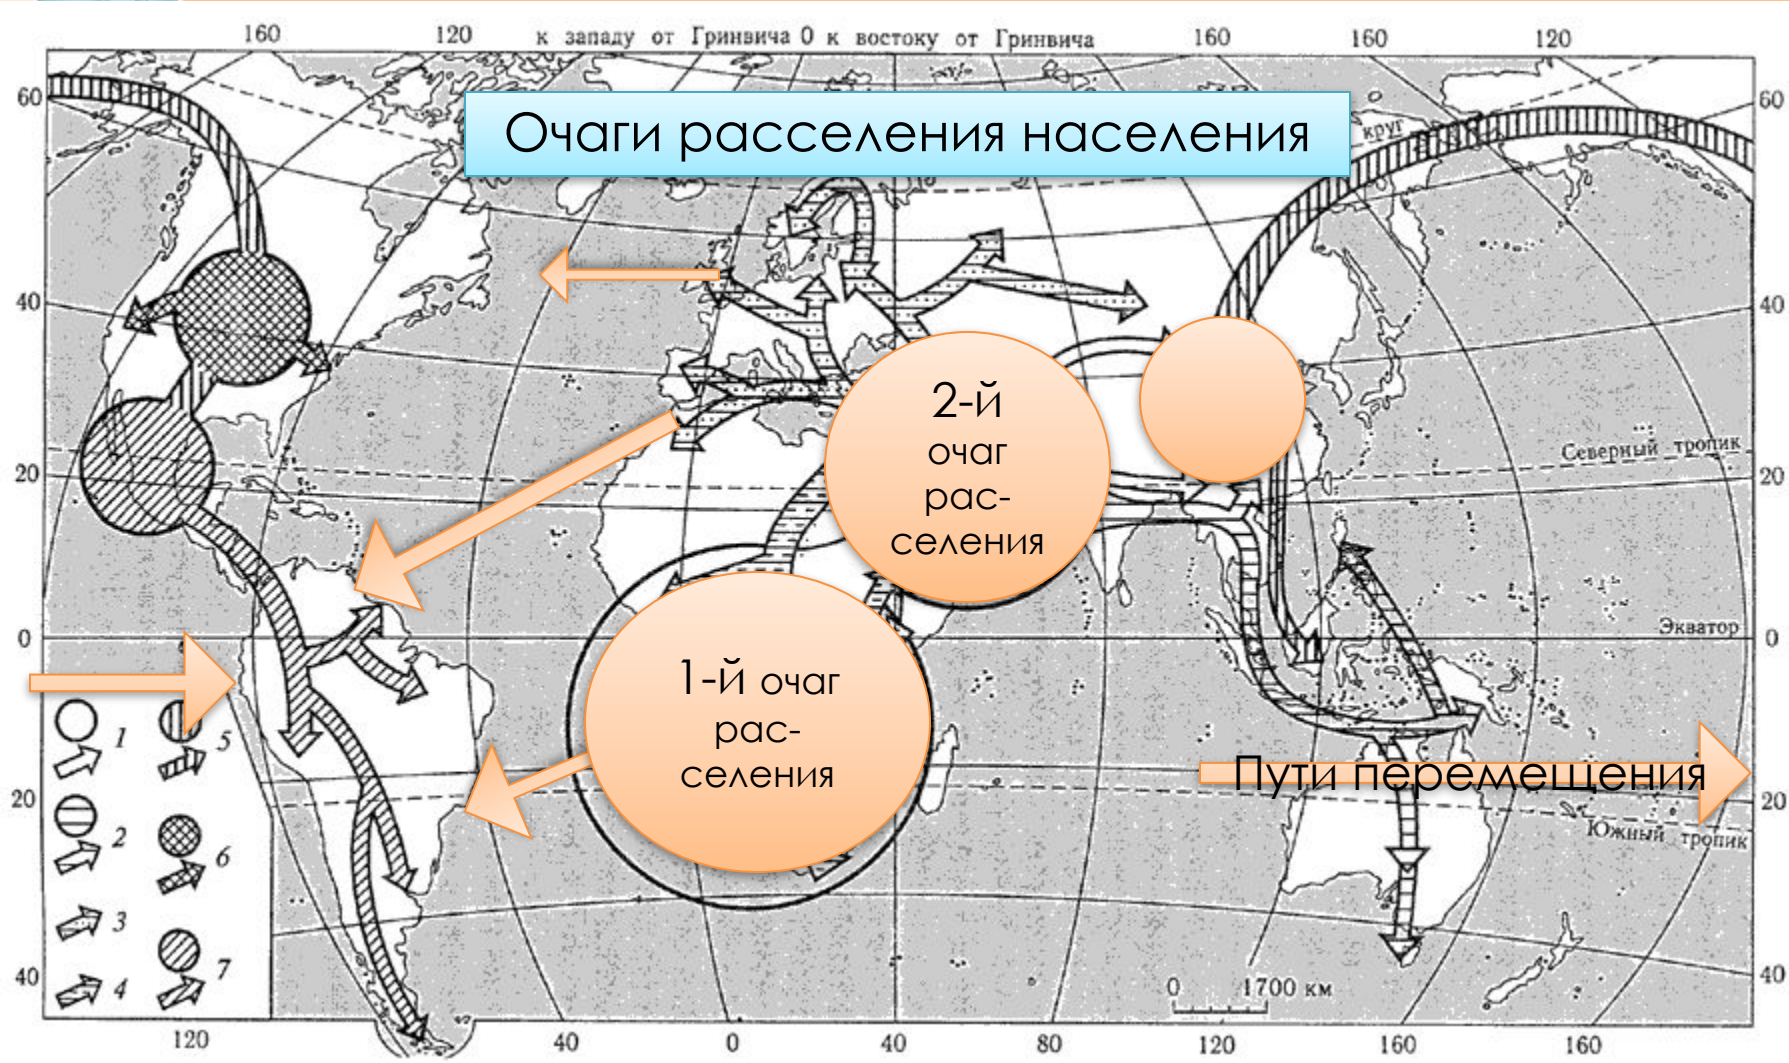 160 120 к западу от Гринвича 0 к востоку от Гринвича 160 160 120
60 60
Очаги расселения населения
круг
40 40
2-й
очаг
рас-
селения
Северный тропик
20 20
Экватор
0 0
1-й очаг
рас-
селения
1 5
Пути перемещения
20 20
Южный тропик
2 6
3
7
4
40 40
0 1700 км
120 40 0 40 80 120 160 160